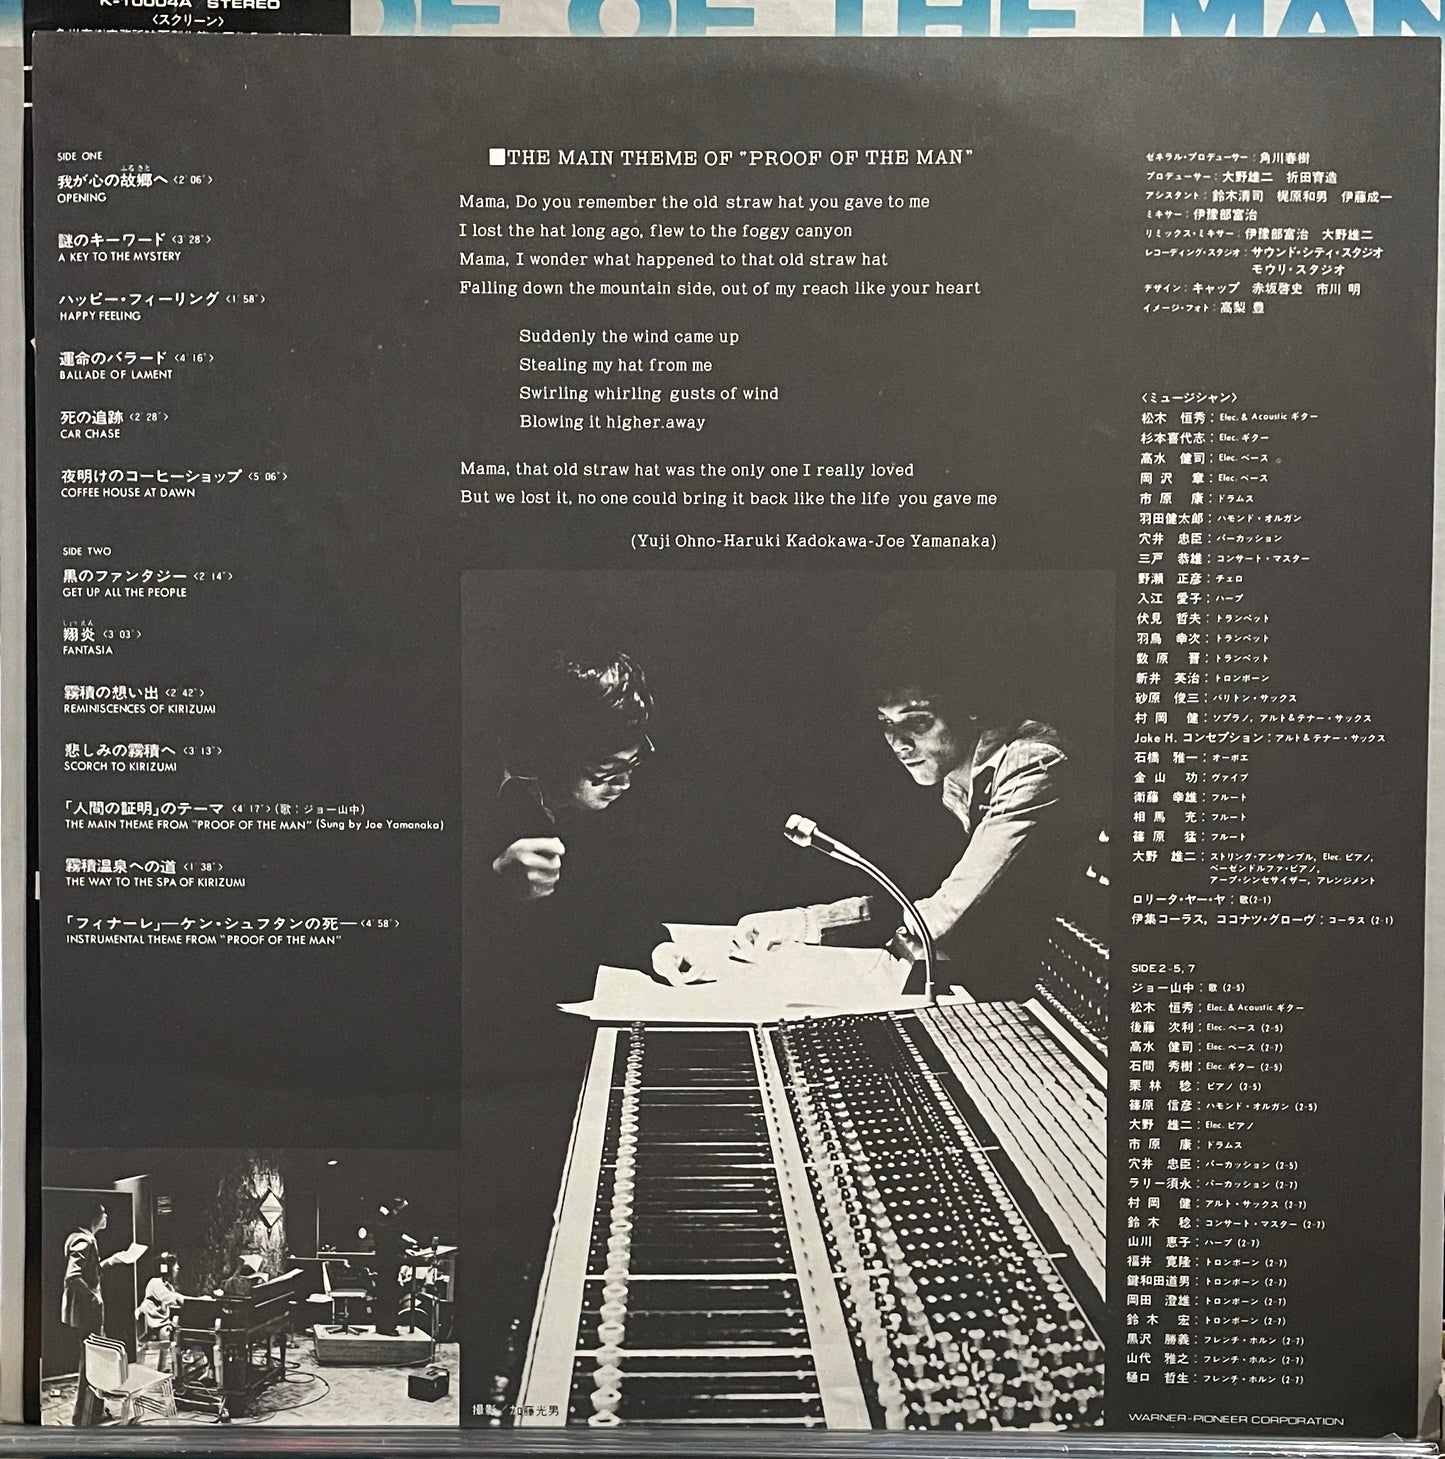 K-10004A STEREO
〈スクリーン〉
OF THE MAN
SIDE ONE
ふるさと
我が心の故郷へ〈2′06″〉
OPENING
謎のキーワード〈3′28″〉
A KEY TO THE MYSTERY
ハッピー・フィーリング〈1′58″〉
HAPPY FEELING
運命のバラード〈4′16″〉
BALLADE OF LAMENT
死の追跡〈2′28″〉
CAR CHASE
夜明けのコーヒーショップ〈5′06″〉
COFFEE HOUSE AT DAWN
SIDE TWO
黒のファンタジー〈2′14″〉
GET UP ALL THE PEOPLE
翔炎〈3′03″〉
FANTASIA
霧積の想い出〈2′42″〉
REMINISCENCES OF KIRIZUMI
悲しみの霧積へ〈3′13″〉
SCORCH TO KIRIZUMI
「人間の証明」のテーマ〈4′17″〉(歌：ジョー山中)
THE MAIN THEME FROM "PROOF OF THE MAN" (Sung by Joe Yamanaka)
霧積温泉への道〈1′38″〉
THE WAY TO THE SPA OF KIRIZUMI
「フィナーレ」—ケン・シュフタンの死—〈4′58″〉
INSTRUMENTAL THEME FROM "PROOF OF THE MAN"
■THE MAIN THEME OF "PROOF OF THE MAN"
Mama, Do you remember the old straw hat you gave to me
I lost the hat long ago, flew to the foggy canyon
Mama, I wonder what happened to that old straw hat
Falling down the mountain side, out of my reach like your heart
Suddenly the wind came up
Stealing my hat from me
Swirling whirling gusts of wind
Blowing it higher.away
Mama, that old straw hat was the only one I really loved
But we lost it, no one could bring it back like the life you gave me
(Yuji Ohno-Haruki Kadokawa-Joe Yamanaka)
撮影／加藤光男
ゼネラル・プロデューサー：角川春樹
プロデューサー：大野雄二 折田育造
アシスタント：鈴木清司 梶原和男 伊藤成一
ミキサー：伊豫部富治
リミックス・ミキサー：伊豫部富治 大野雄二
レコーディング・スタジオ：サウンド・シティ・スタジオ
モウリ・スタジオ
デザイン：キャップ 赤坂啓史 市川 明
イメージ・フォト：高梨 豊
〈ミュージシャン〉
松木 恒秀：Elec. & Acoustic ギター
杉本喜代志：Elec. ギター
高水 健司：Elec. ベース
岡沢 章：Elec. ベース
市原 康：ドラムス
羽田健太郎：ハモンド・オルガン
穴井 忠臣：パーカッション
三戸 恭雄：コンサート・マスター
野瀬 正彦：チェロ
入江 愛子：ハープ
伏見 哲夫：トランペット
羽鳥 幸次：トランペット
数原 晋：トランペット
新井 英治：トロンボーン
砂原 俊三：バリトン・サックス
村岡 健：ソプラノ, アルト&テナー・サックス
Jake H. コンセプション：アルト&テナー・サックス
石橋 雅一：オーボエ
金山 功：ヴァイブ
衛藤 幸雄：フルート
相馬 充：フルート
篠原 猛：フルート
大野 雄二：ストリング・アンサンブル, Elec. ピアノ,
ベーゼンドルファ・ピアノ,
アープ・シンセサイザー, アレンジメント
ロリータ・ヤー・ヤ：歌(2-1)
伊集コーラス, ココナツ・グローヴ：コーラス (2-1)
SIDE 2-5, 7
ジョー山中：歌 (2-5)
松木 恒秀：Elec. & Acoustic ギター
後藤 次利：Elec. ベース (2-5)
高水 健司：Elec. ベース (2-7)
石間 秀樹：Elec. ギター (2-5)
栗林 稔：ピアノ (2-5)
篠原 信彦：ハモンド・オルガン (2-5)
大野 雄二：Elec. ピアノ
市原 康：ドラムス
穴井 忠臣：パーカッション (2-5)
ラリー須永：パーカッション (2-7)
村岡 健：アルト・サックス (2-7)
鈴木 稔：コンサート・マスター (2-7)
山川 恵子：ハープ (2-7)
福井 寛隆：トロンボーン (2-7)
鍵和田道男：トロンボーン (2-7)
岡田 澄雄：トロンボーン (2-7)
鈴木 宏：トロンボーン (2-7)
黒沢 勝義：フレンチ・ホルン (2-7)
山代 雅之：フレンチ・ホルン (2-7)
樋口 哲生：フレンチ・ホルン (2-7)
WARNER-PIONEER CORPORATION